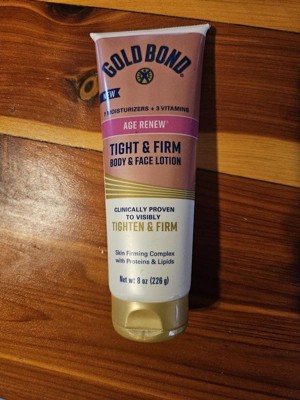 GOLD BOND
NEW
7 MOISTURIZERS + 3 VITAMINS
AGE RENEW
TIGHT & FIRM
BODY & FACE LOTION
CLINICALLY PROVEN
TO VISIBLY
TIGHTEN & FIRM
Skin Firming Complex
with Proteins & Lipids
Net wt 8 oz (226 g)